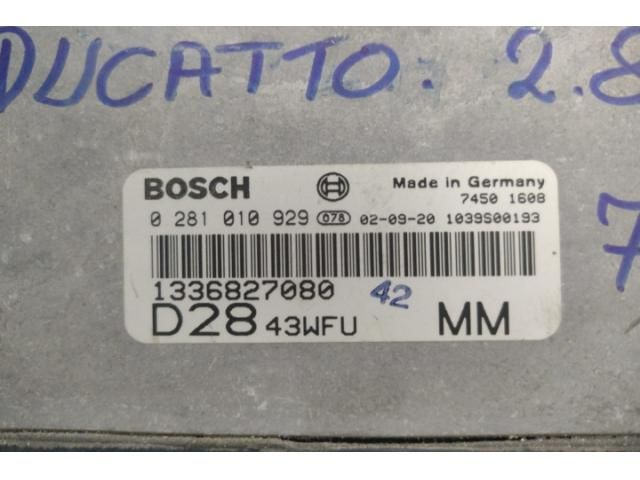 DUCATTO: 2.8
7
BOSCH Made in Germany
7450 1608
0 281 010 929 078 02-09-20 1039S00193
1336827080 42
D28 43WFU MM